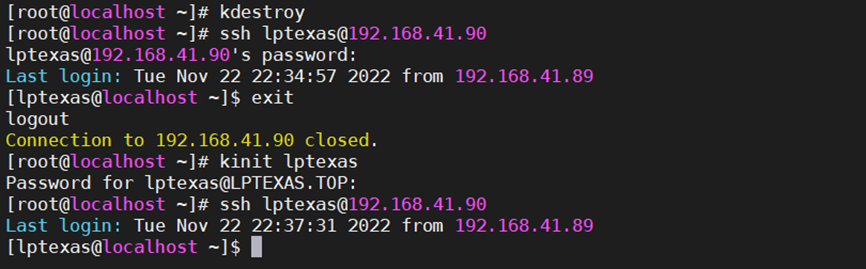 [root@localhost ~]# kdestroy
[root@localhost ~]# ssh lptexas@192.168.41.90
lptexas@192.168.41.90's password:
Last login: Tue Nov 22 22:34:57 2022 from 192.168.41.89
[lptexas@localhost ~]$ exit
logout
Connection to 192.168.41.90 closed.
[root@localhost ~]# kinit lptexas
Password for lptexas@LPTEXAS.TOP:
[root@localhost ~]# ssh lptexas@192.168.41.90
Last login: Tue Nov 22 22:37:31 2022 from 192.168.41.89
[lptexas@localhost ~]$